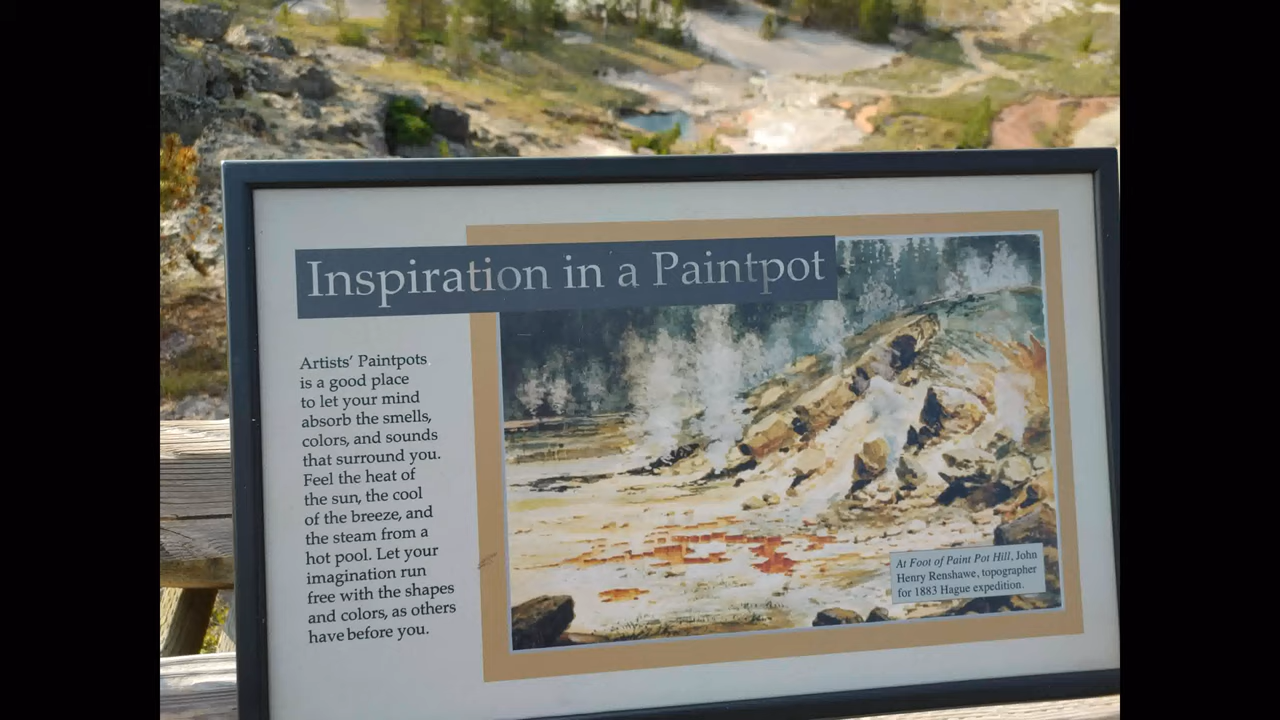 Inspiration in a Paintpot
Artists' Paintpots
is a good place
to let your mind
absorb the smells,
colors, and sounds
that surround you.
Feel the heat of
the sun, the cool
of the breeze, and
the steam from a
hot pool. Let your
imagination run
free with the shapes
and colors, as others
have before you.
At Foot of Paint Pot Hill, John
Henry Renshawe, topographer
for 1883 Hague expedition.